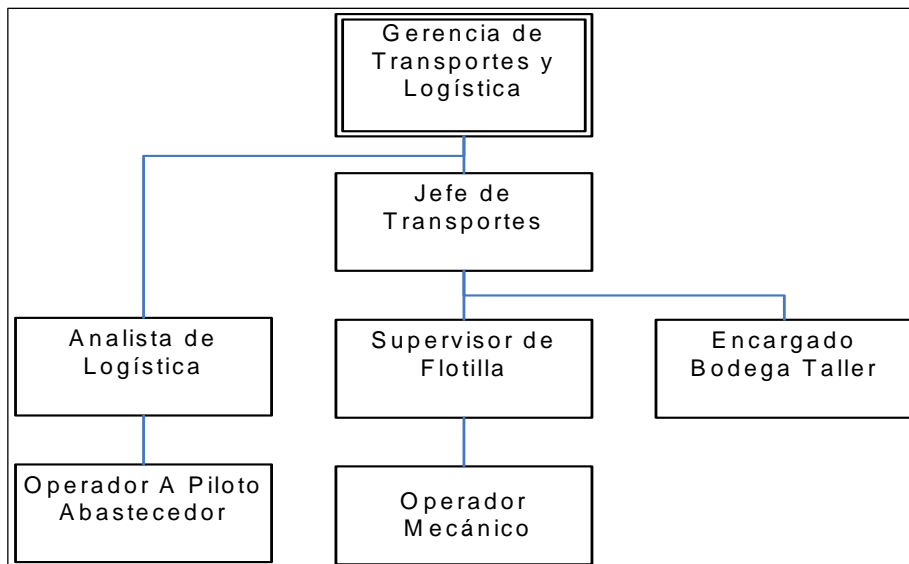 Gerencia de
Transportes y
Logística
Jefe de
Transportes
Analista de
Logística
Supervisor de
Flotilla
Encargado
Bodega Taller
Operador A Piloto
Abastecedor
Operador
Mecánico